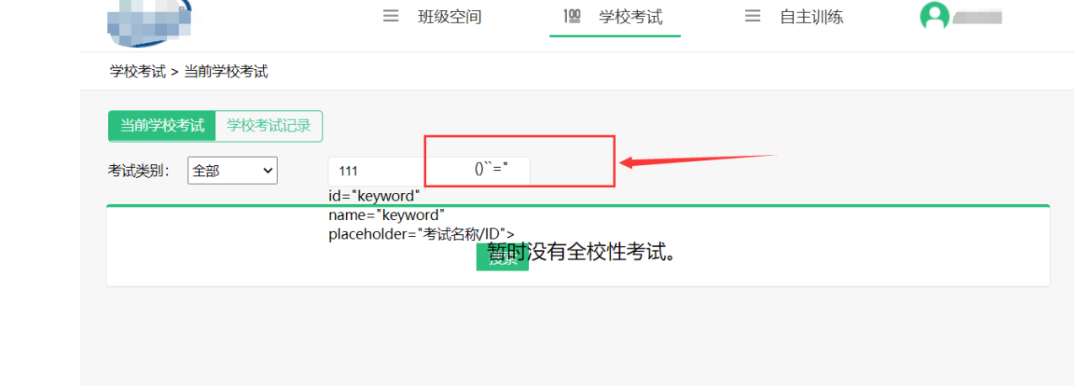 班级空间
100 学校考试
自主训练
学校考试 > 当前学校考试
当前学校考试 学校考试记录
考试类别： 全部 111 ()``="
id="keyword"
name="keyword"
placeholder="考试名称/ID">
暂时没有全校性考试。